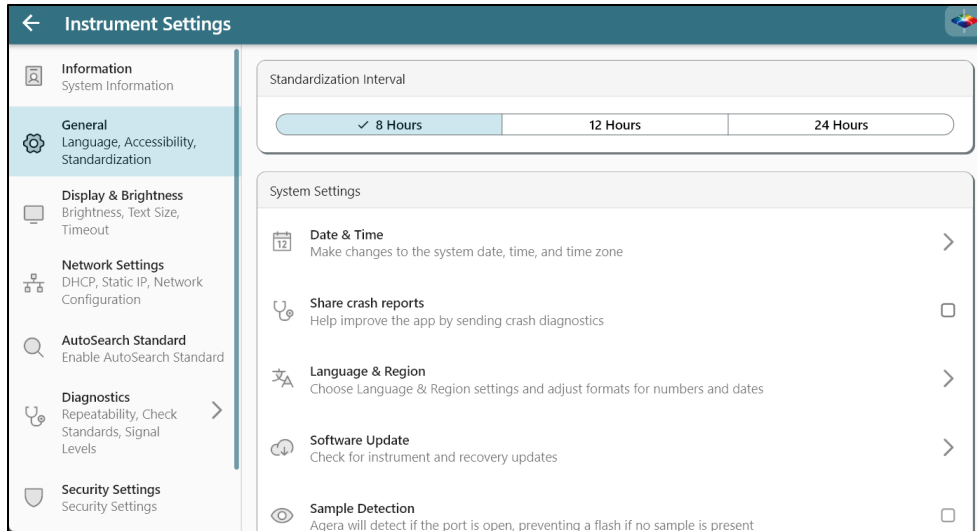 Instrument Settings
Information
System Information
General
Language, Accessibility,
Standardization
Display & Brightness
Brightness, Text Size,
Timeout
Network Settings
DHCP, Static IP, Network
Configuration
AutoSearch Standard
Enable AutoSearch Standard
Diagnostics
Repeatability, Check
Standards, Signal
Levels
Security Settings
Security Settings
Standardization Interval
8 Hours
12 Hours
24 Hours
System Settings
12
Date & Time
Make changes to the system date, time, and time zone
Share crash reports
Help improve the app by sending crash diagnostics
Language & Region
Choose Language & Region settings and adjust formats for numbers and dates
Software Update
Check for instrument and recovery updates
Sample Detection
Agera will detect if the port is open, preventing a flash if no sample is present